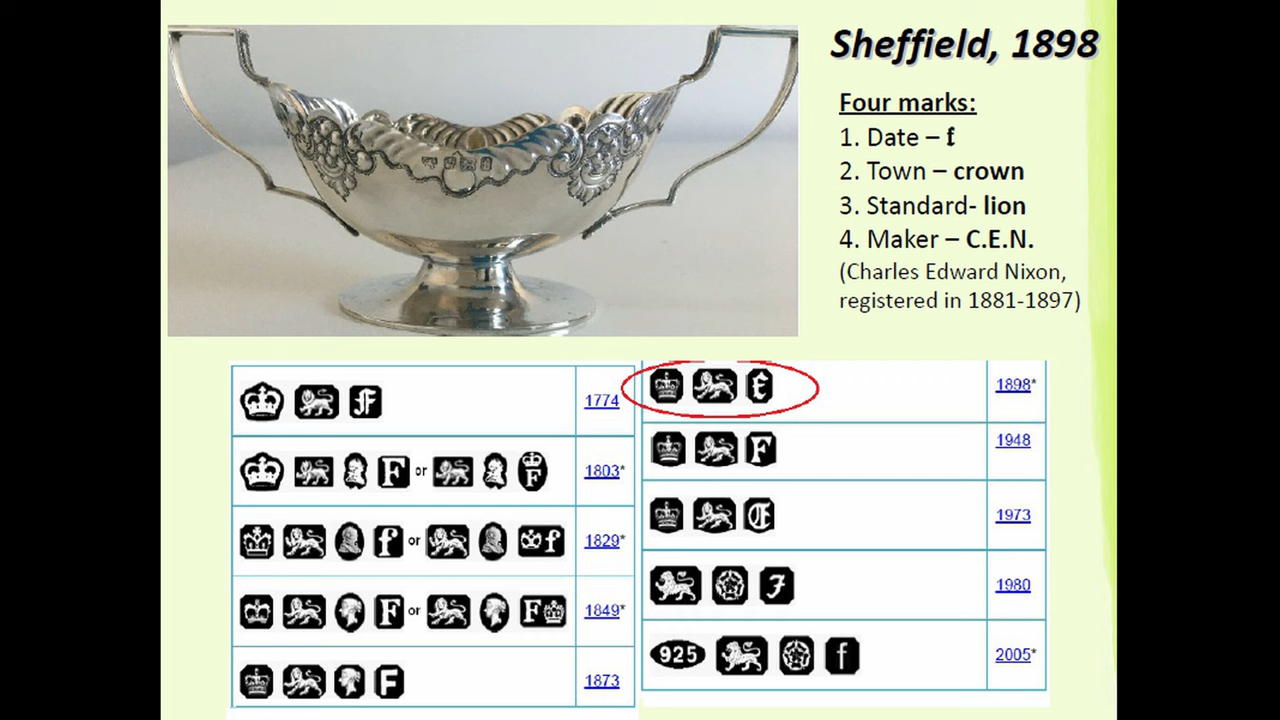 Sheffield, 1898
Four marks:
1. Date – f
2. Town – crown
3. Standard- lion
4. Maker – C.E.N.
(Charles Edward Nixon,
registered in 1881-1897)
F 1774
F or F 1803*
f or f 1829*
F or F 1849*
F 1873
1898*
F 1948
1973
1980
925 f 2005*